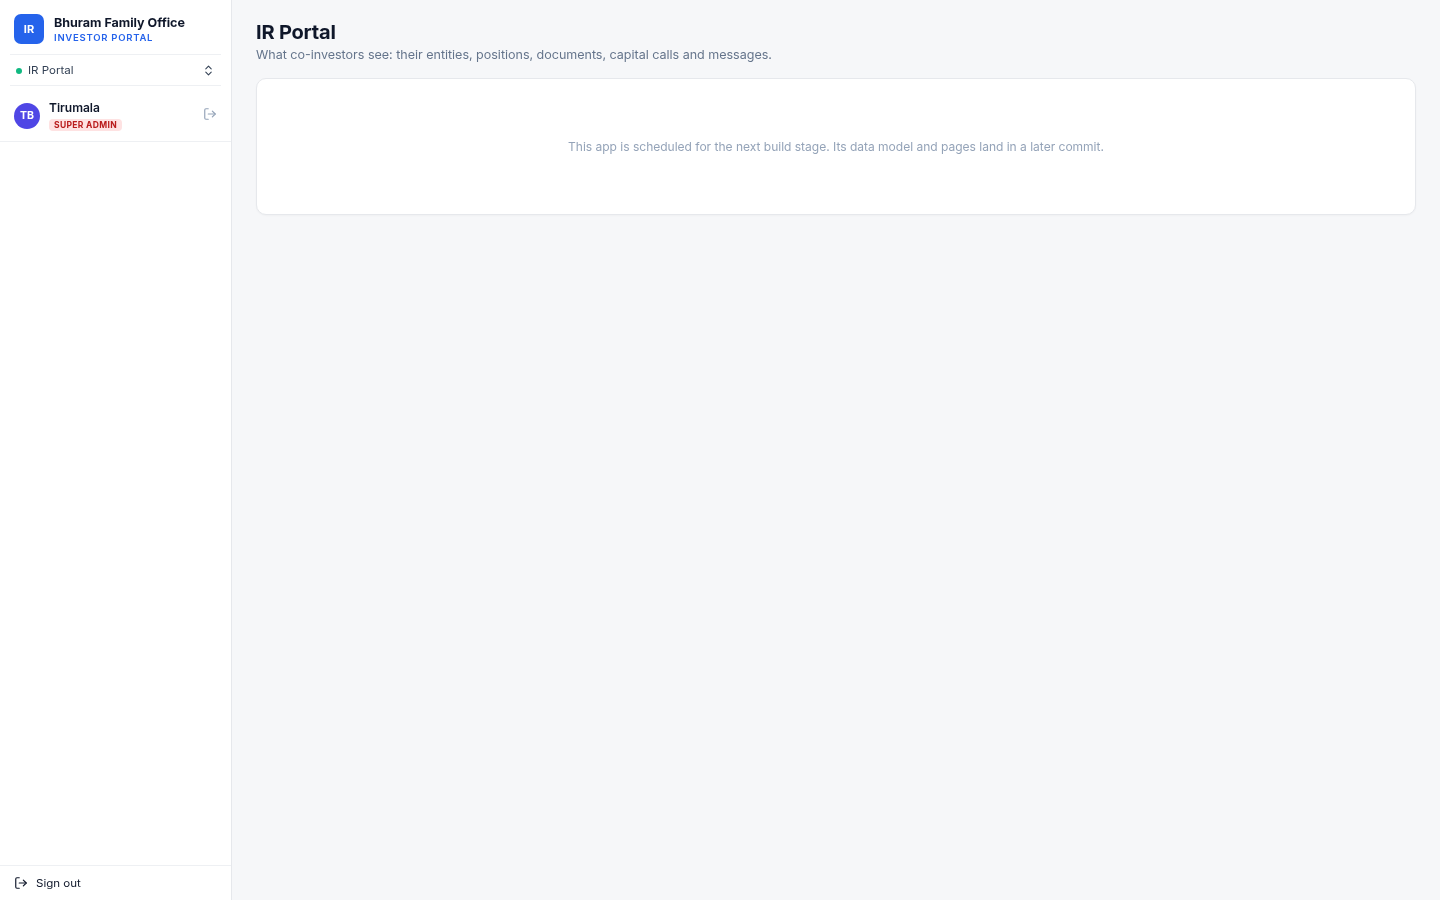 IR
Bhuram Family Office
INVESTOR PORTAL
IR Portal
TB
Tirumala
SUPER ADMIN
Sign out
IR Portal
What co-investors see: their entities, positions, documents, capital calls and messages.
This app is scheduled for the next build stage. Its data model and pages land in a later commit.